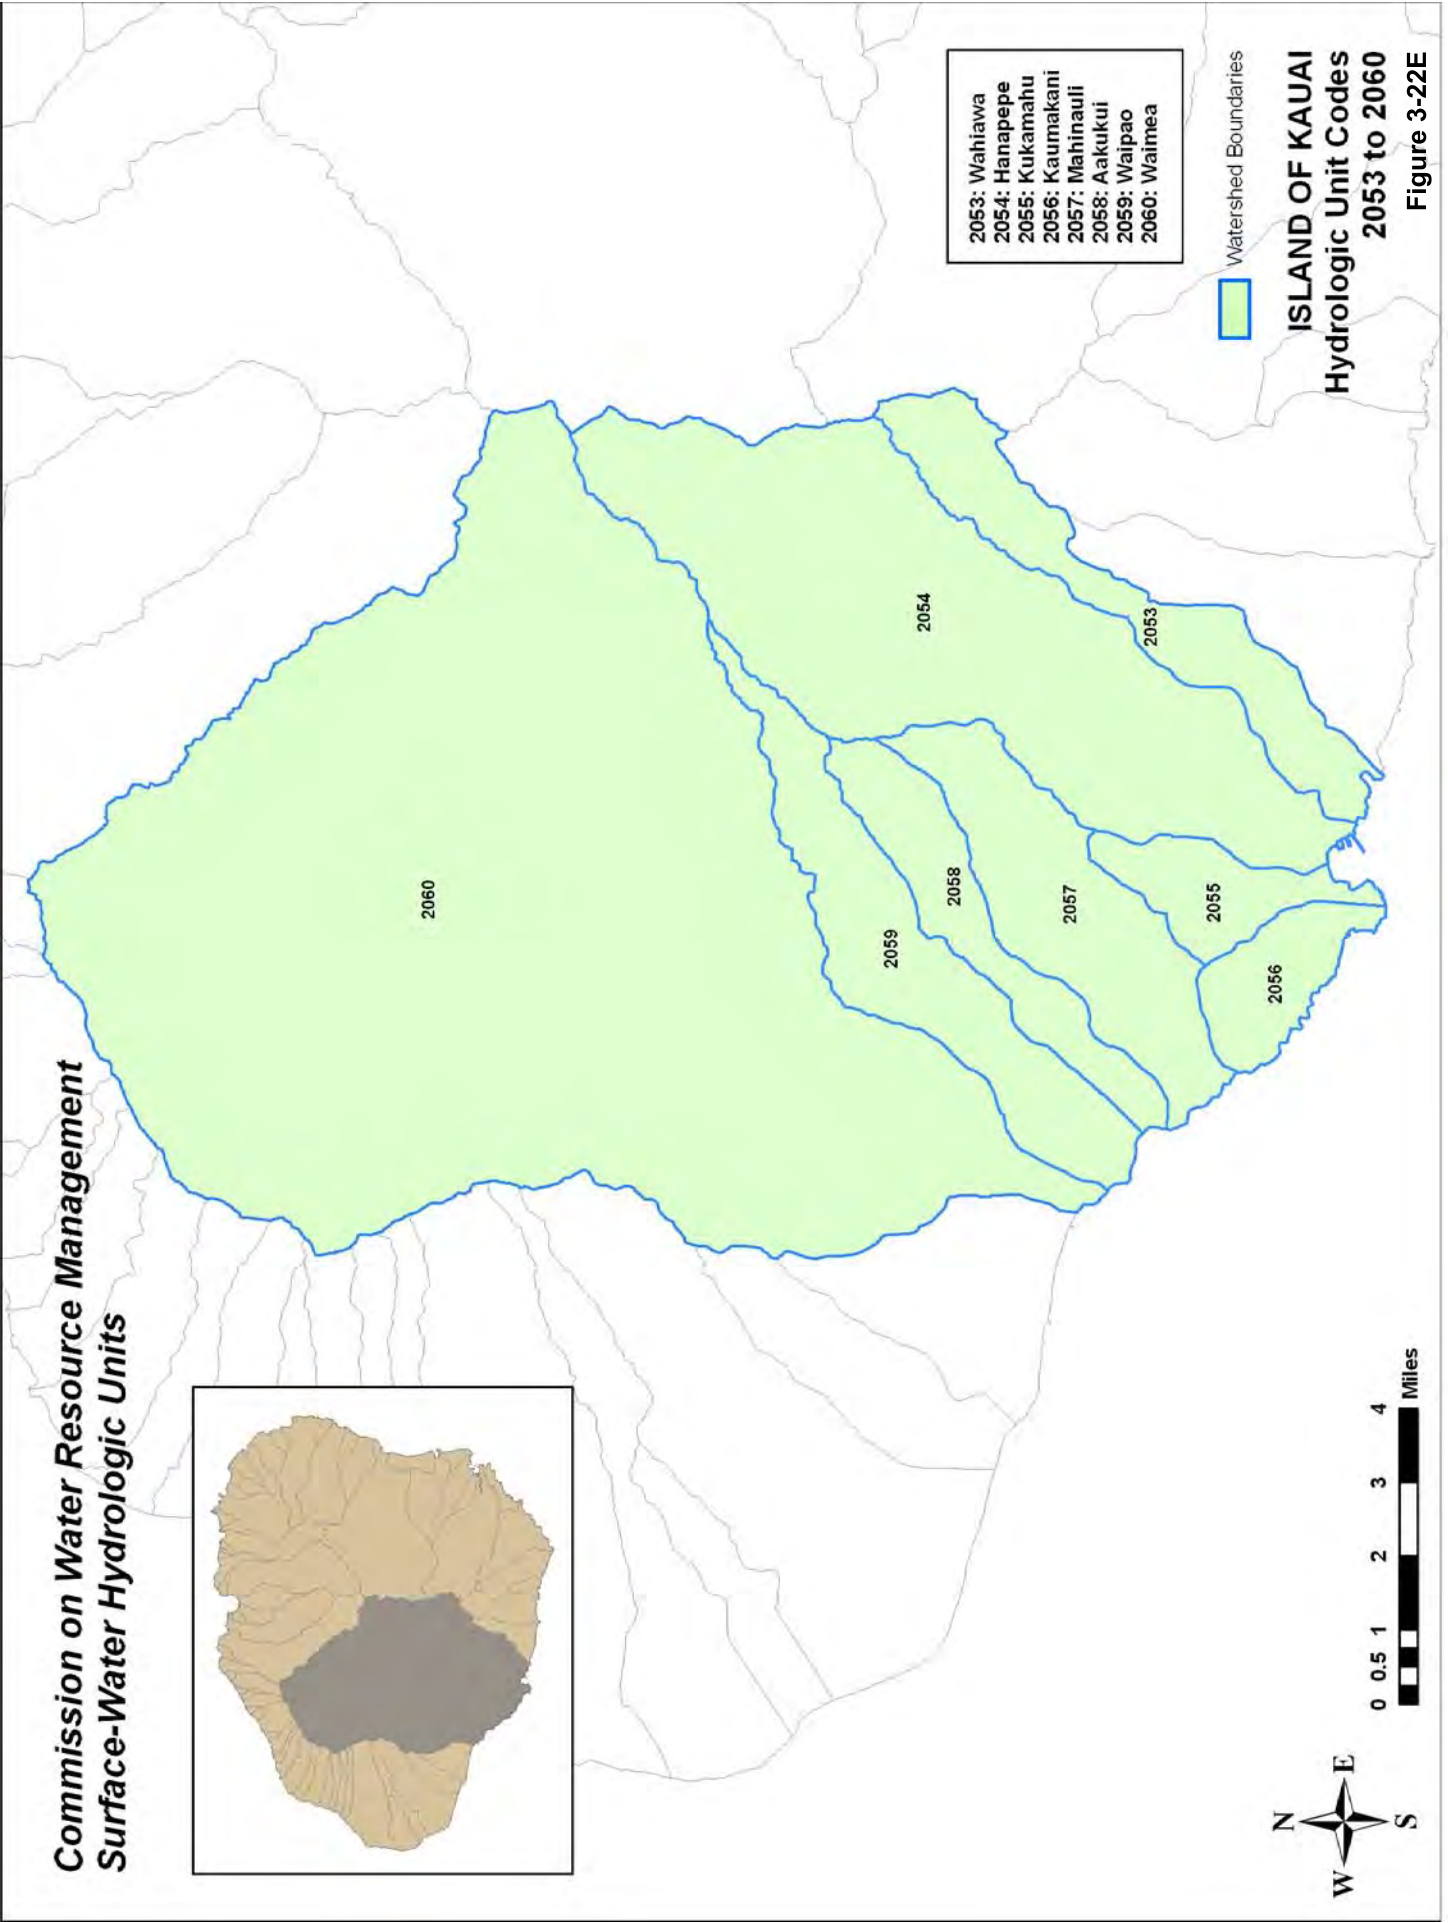 Commission on Water Resource Management
Surface-Water Hydrologic Units
2060
2059
2058
2057
2056
2055
2054
2053
2053: Wahiawa
2054: Hanapepe
2055: Kukamahu
2056: Kaumakani
2057: Mahinauli
2058: Aakukui
2059: Waipao
2060: Waimea
Watershed Boundaries
ISLAND OF KAUAI
Hydrologic Unit Codes
2053 to 2060
Figure 3-22E
N
W E
S
0 0.5 1 2 3 4
Miles